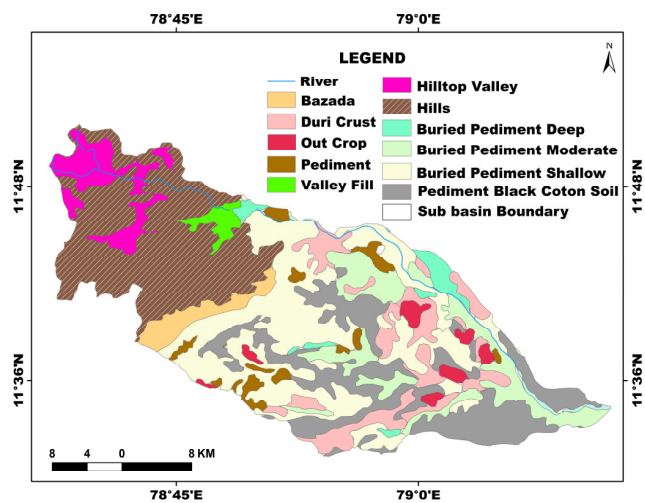 78°45'E 79°0'E
N
LEGEND
River
Bazada
Duri Crust
Out Crop
Pediment
Valley Fill
Hilltop Valley
Hills
Buried Pediment Deep
Buried Pediment Moderate
Buried Pediment Shallow
Pediment Black Coton Soil
Sub basin Boundary
11°48'N 11°48'N
11°36'N 11°36'N
8 4 0 8 KM
78°45'E 79°0'E